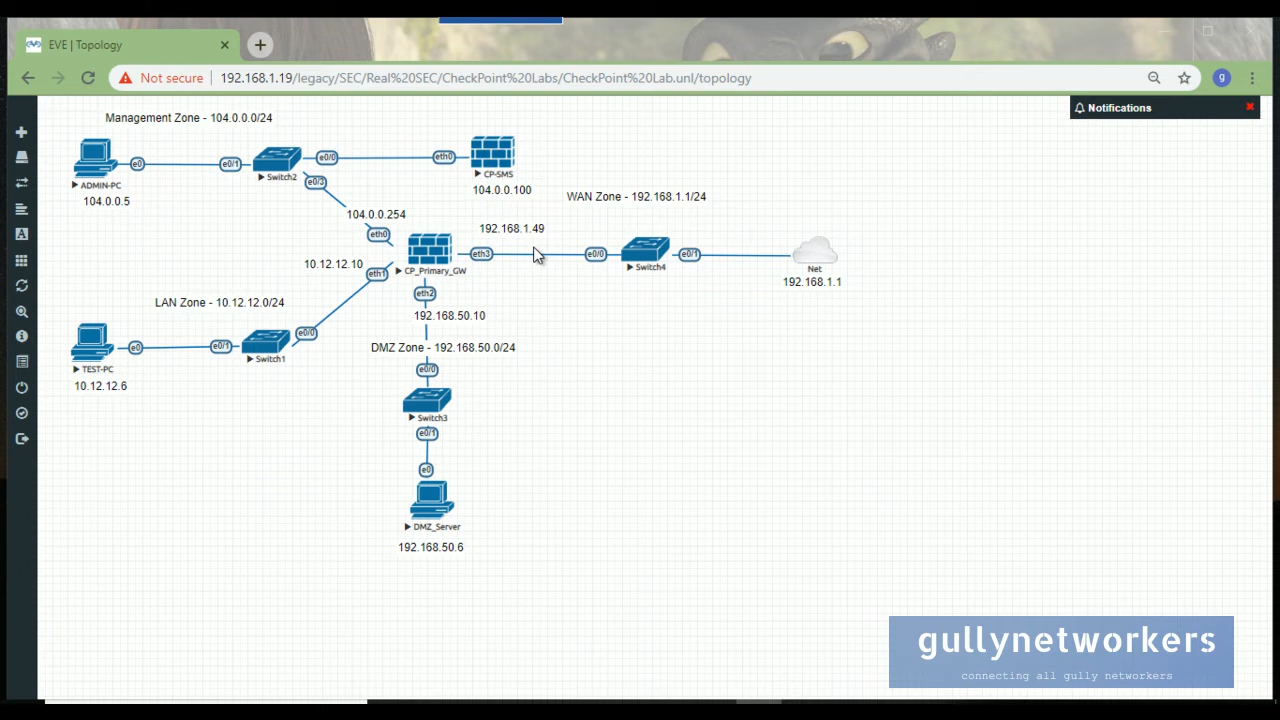 EVE | Topology
Not secure
192.168.1.19/legacy/SEC/Real%20SEC/CheckPoint%20Labs/CheckPoint%20Lab.unl/topology
g
Notifications
Management Zone - 104.0.0.0/24
e0
e0/1
e0/0
eth0
Switch2
CP-SMS
ADMIN-PC
e0/3
104.0.0.100
104.0.0.5
WAN Zone - 192.168.1.1/24
104.0.0.254
192.168.1.49
eth0
eth3
e0/0
e0/1
10.12.12.10
CP_Primary_GW
Switch4
Net
eth1
192.168.1.1
eth2
LAN Zone - 10.12.12.0/24
192.168.50.10
e0/0
e0
e0/1
DMZ Zone - 192.168.50.0/24
Switch1
TEST-PC
e0/0
10.12.12.6
Switch3
e0/1
e0
DMZ_Server
192.168.50.6
gullynetworkers
connecting all gully networkers
A